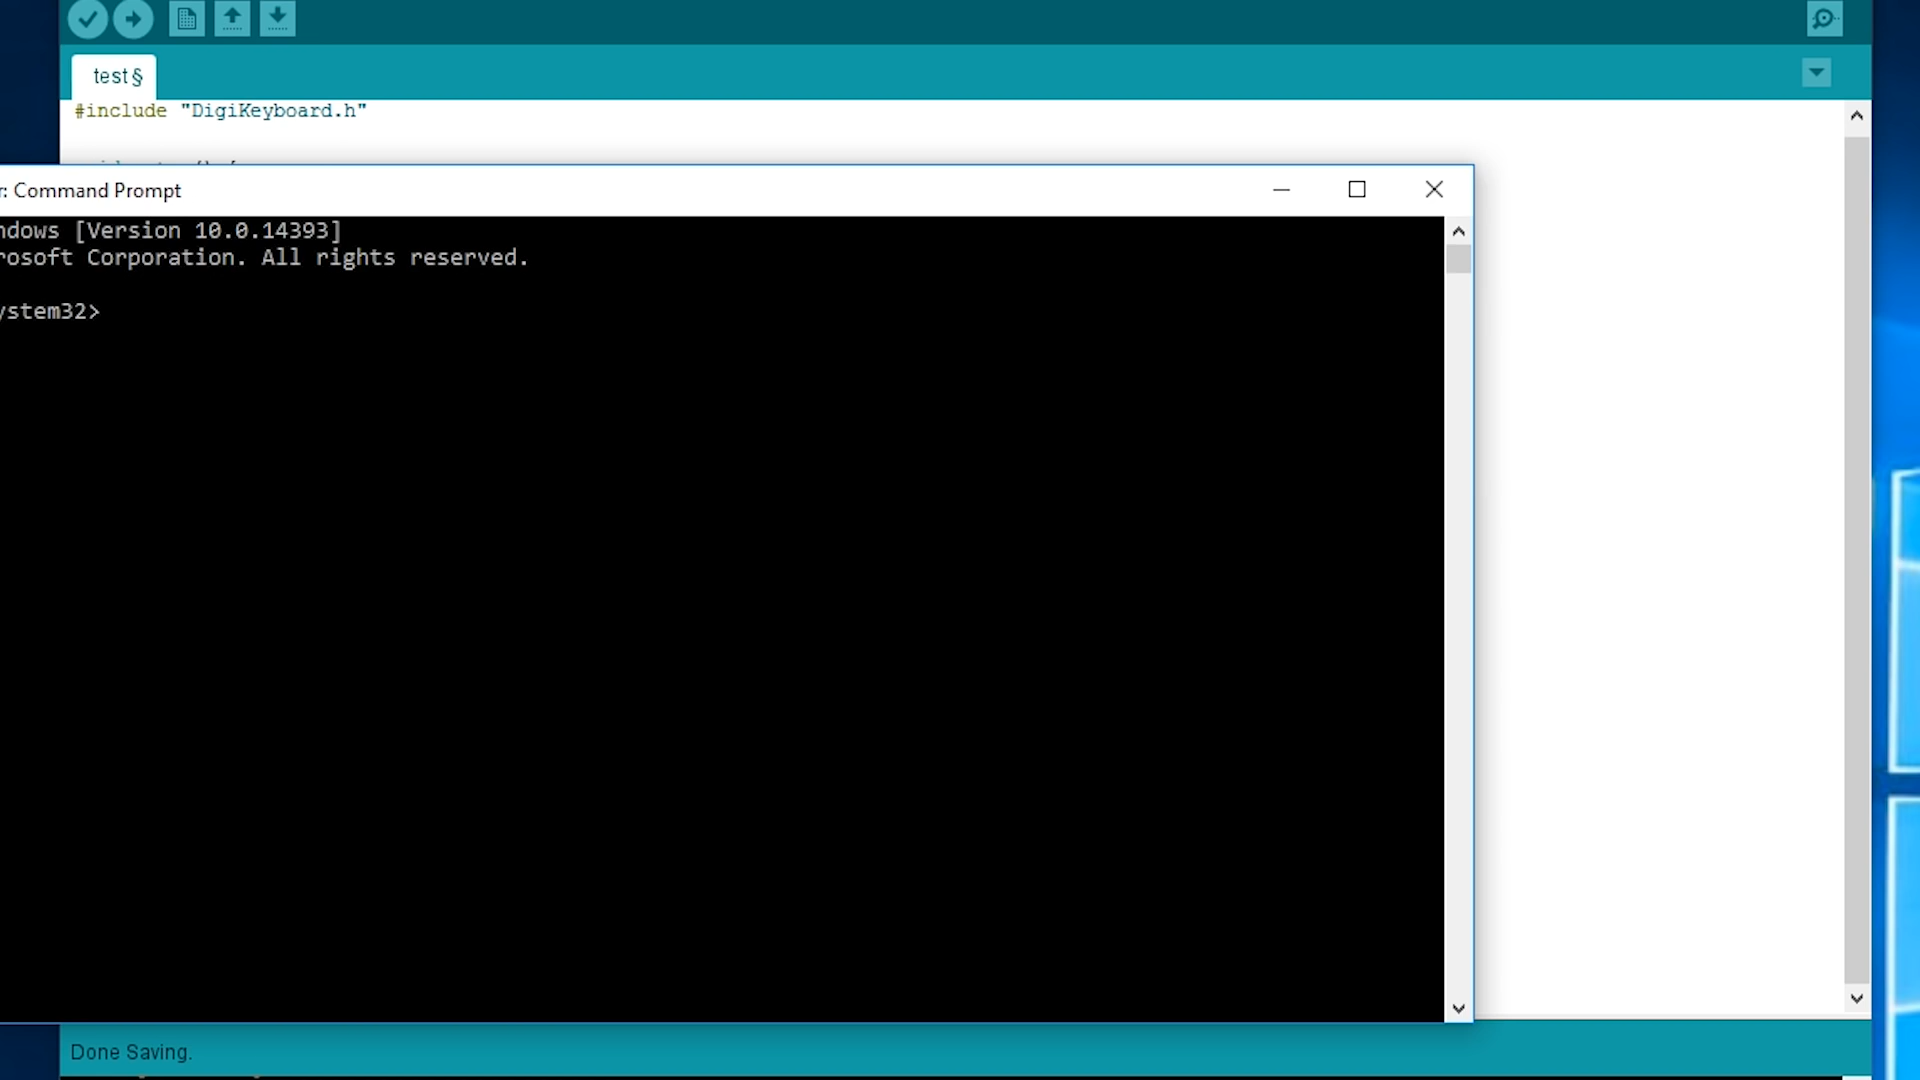 test§
#include "DigiKeyboard.h"
r: Command Prompt
ndows [Version 10.0.14393]
rosoft Corporation. All rights reserved.
ystem32>
Done Saving.